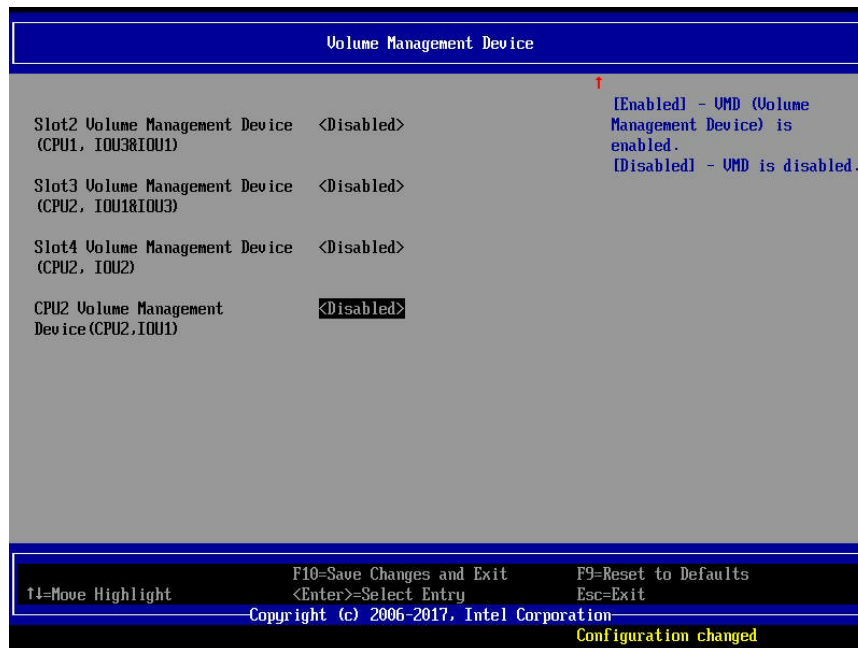 Volume Management Device
↑
Slot2 Volume Management Device <Disabled>
(CPU1, IOU3&IOU1)
Slot3 Volume Management Device <Disabled>
(CPU2, IOU1&IOU3)
Slot4 Volume Management Device <Disabled>
(CPU2, IOU2)
CPU2 Volume Management <Disabled>
Device(CPU2,IOU1)
[Enabled] - VMD (Volume
Management Device) is
enabled.
[Disabled] - VMD is disabled.
F10=Save Changes and Exit F9=Reset to Defaults
↑↓=Move Highlight <Enter>=Select Entry Esc=Exit
Copyright (c) 2006-2017, Intel Corporation
Configuration changed